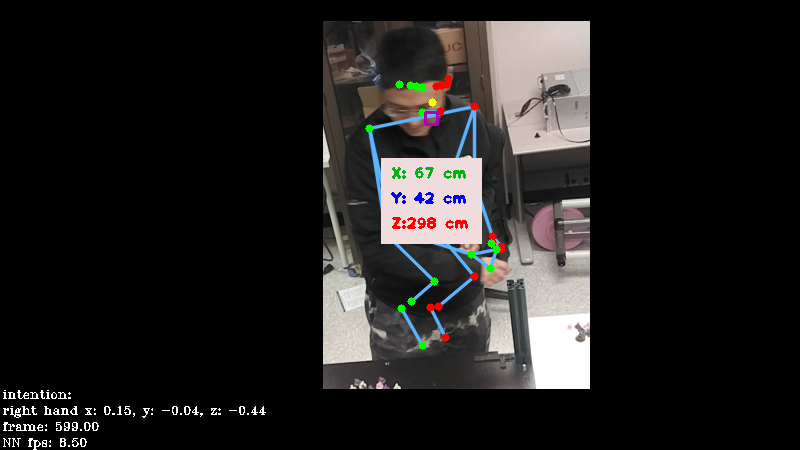 UC
X: 67 cm
Y: 42 cm
Z:298 cm
intention:
right hand x: 0.15, y: −0.04, z: −0.44
frame: 599.00
NN fps: 8.50